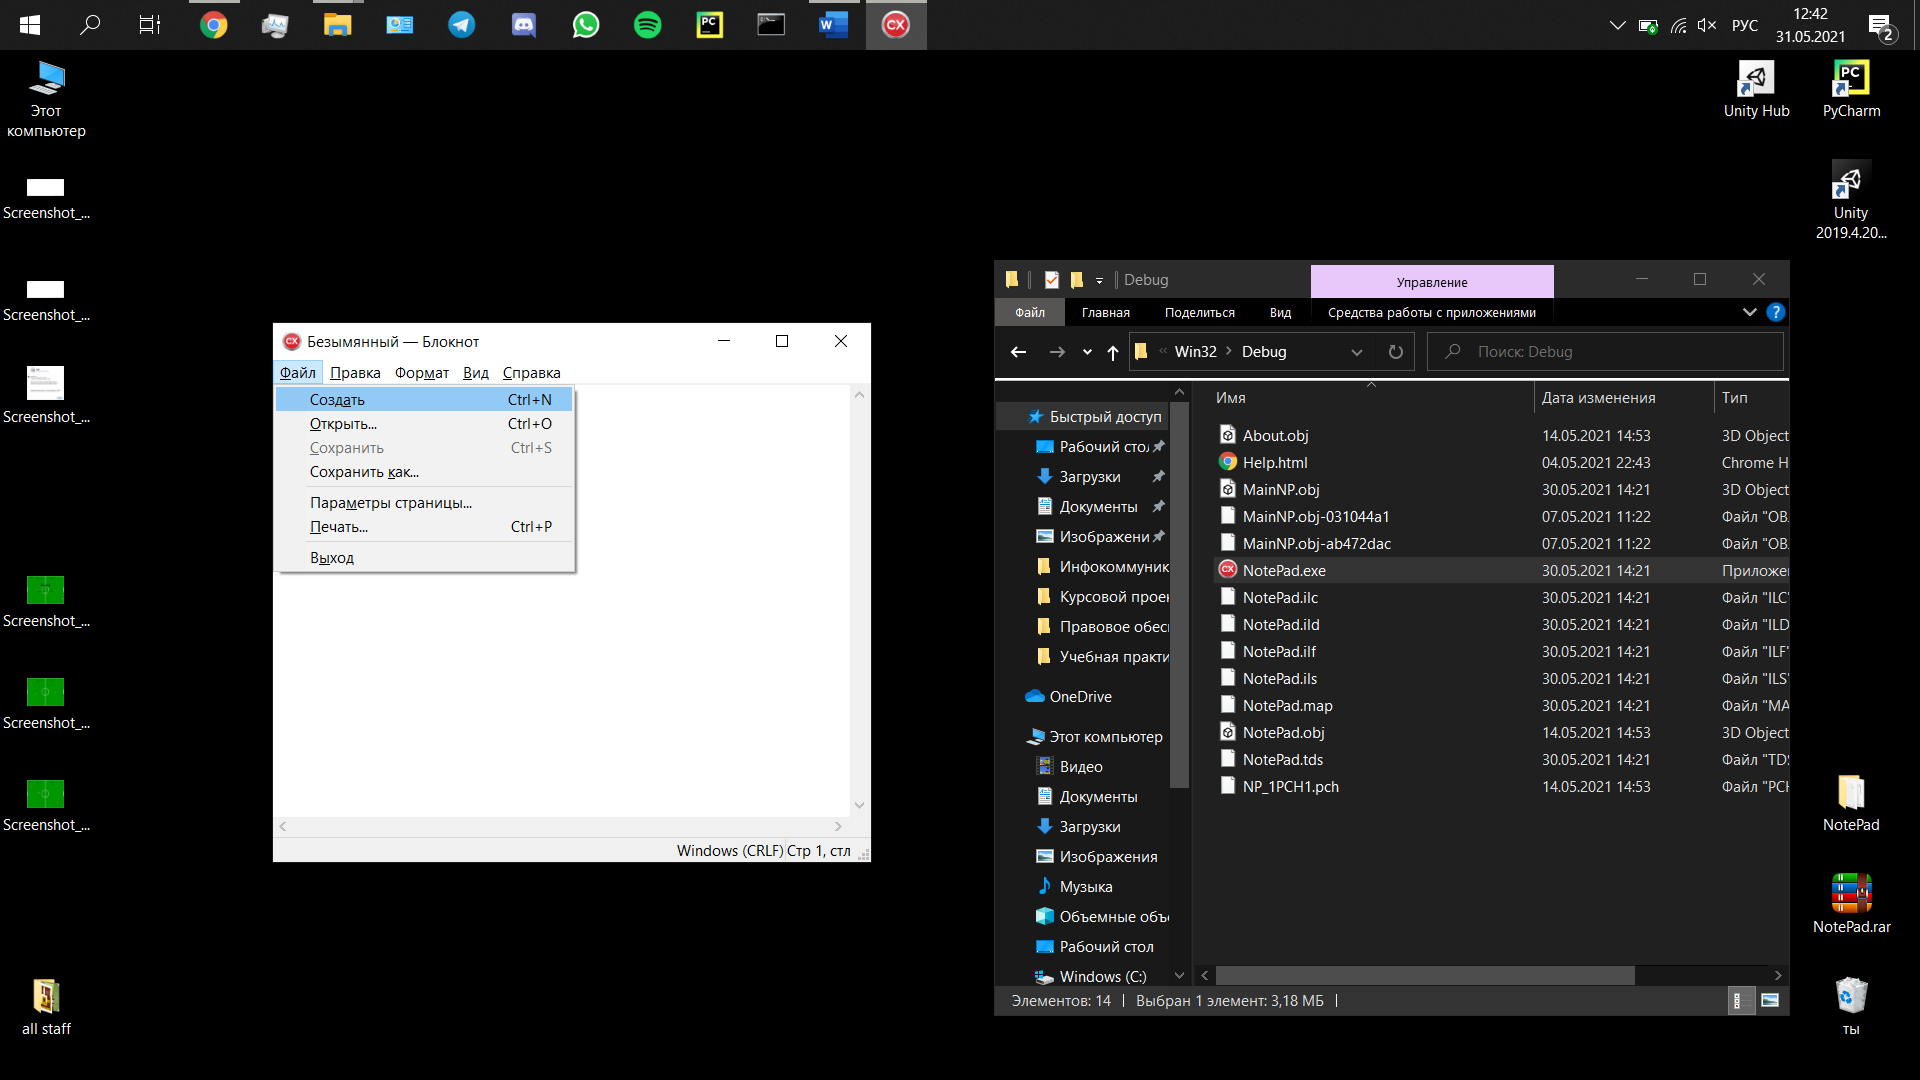 РУС
12:42
31.05.2021
2
Этот
компьютер
Screenshot_...
Screenshot_...
Screenshot_...
Screenshot_...
Screenshot_...
Screenshot_...
all staff
Unity Hub
PyCharm
Unity
2019.4.20...
NotePad
NotePad.rar
ты
Безымянный — Блокнот
Файл Правка Формат Вид Справка
Создать Ctrl+N
Открыть... Ctrl+O
Сохранить Ctrl+S
Сохранить как...
Параметры страницы...
Печать... Ctrl+P
Выход
Windows (CRLF) Стр 1, стл
Debug
Управление
Файл Главная Поделиться Вид Средства работы с приложениями
« Win32 › Debug
Поиск: Debug
Быстрый доступ
Рабочий стол
Загрузки
Документы
Изображени
Инфокоммуник
Курсовой проек
Правовое обесп
Учебная практи
OneDrive
Этот компьютер
Видео
Документы
Загрузки
Изображения
Музыка
Объемные объе
Рабочий стол
Windows (C:)
Имя Дата изменения Тип
About.obj 14.05.2021 14:53 3D Object
Help.html 04.05.2021 22:43 Chrome H
MainNP.obj 30.05.2021 14:21 3D Object
MainNP.obj-031044a1 07.05.2021 11:22 Файл "OB
MainNP.obj-ab472dac 07.05.2021 11:22 Файл "OB
NotePad.exe 30.05.2021 14:21 Приложе
NotePad.ilc 30.05.2021 14:21 Файл "ILC"
NotePad.ild 30.05.2021 14:21 Файл "ILD
NotePad.ilf 30.05.2021 14:21 Файл "ILF"
NotePad.ils 30.05.2021 14:21 Файл "ILS"
NotePad.map 30.05.2021 14:21 Файл "MA
NotePad.obj 14.05.2021 14:53 3D Object
NotePad.tds 30.05.2021 14:21 Файл "TDS
NP_1PCH1.pch 14.05.2021 14:53 Файл "PCH
Элементов: 14 Выбран 1 элемент: 3,18 МБ